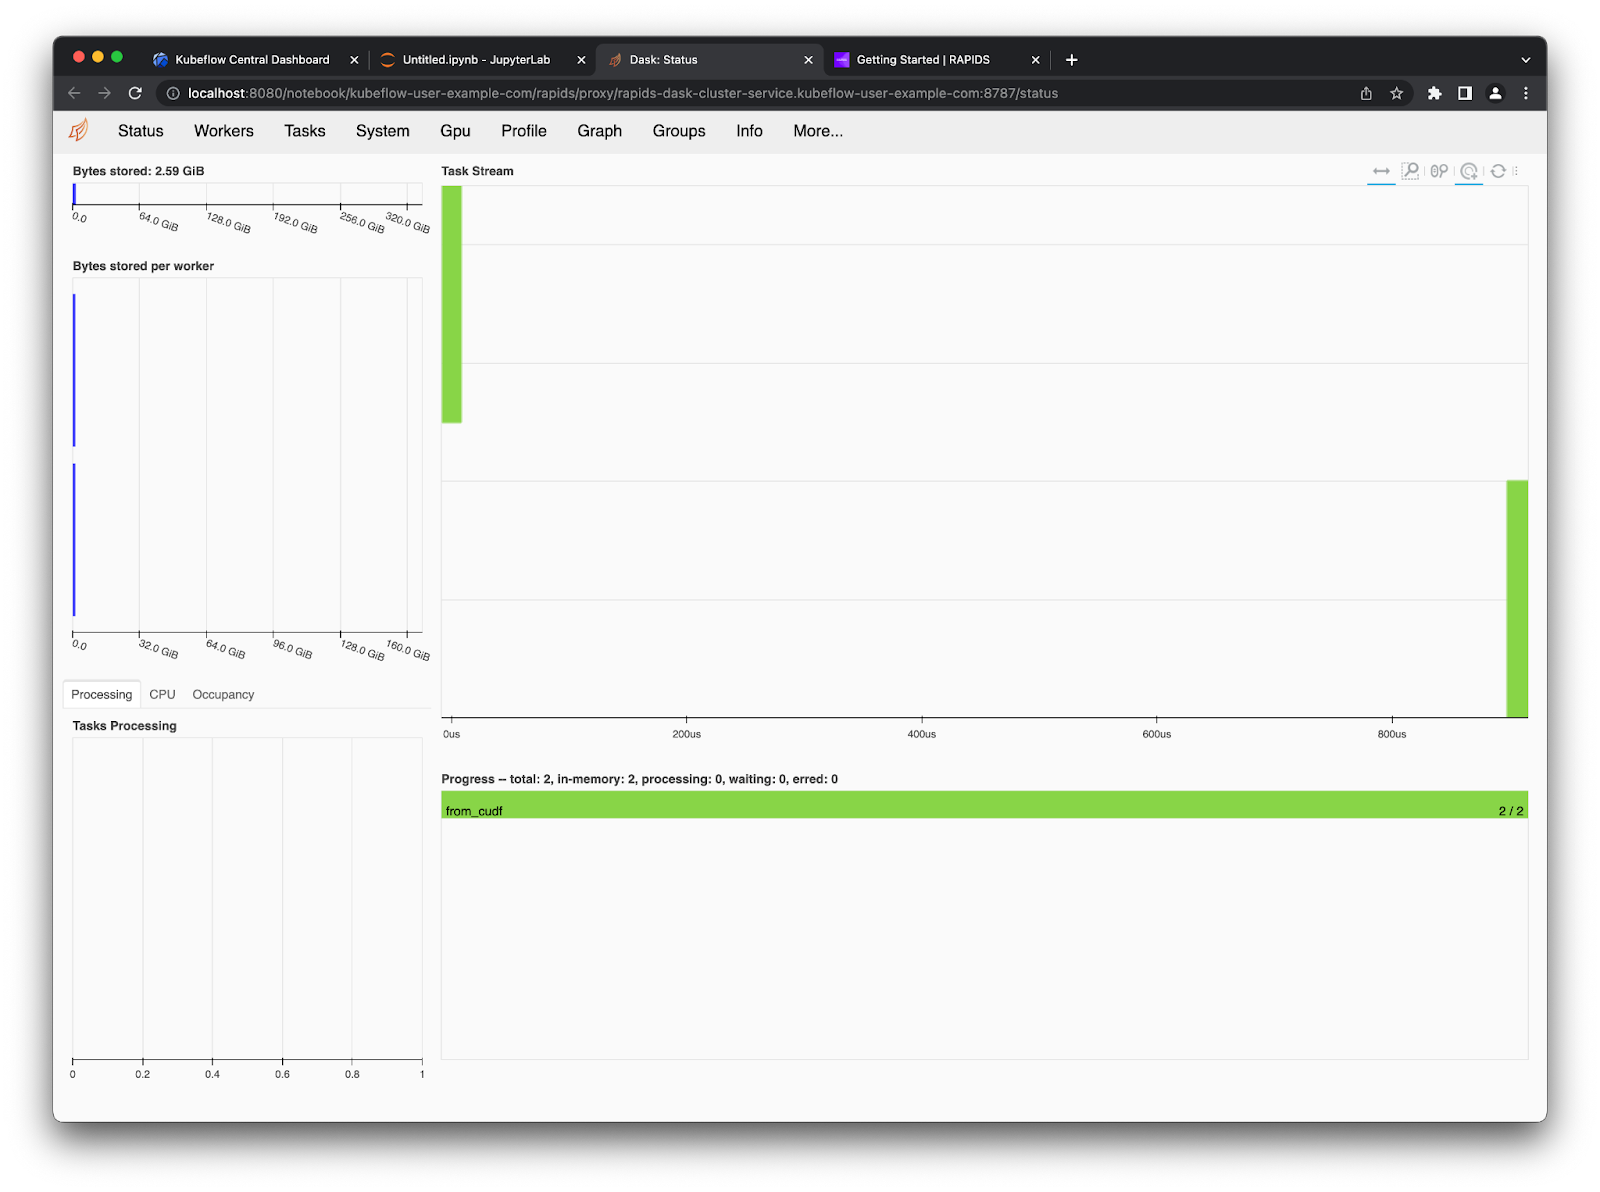 Kubeflow Central Dashboard
Untitled.ipynb - JupyterLab
Dask: Status
Getting Started | RAPIDS
localhost:8080/notebook/kubeflow-user-example-com/rapids/proxy/rapids-dask-cluster-service.kubeflow-user-example-com:8787/status
Status Workers Tasks System Gpu Profile Graph Groups Info More...
Bytes stored: 2.59 GiB
0.0 64.0 GiB 128.0 GiB 192.0 GiB 256.0 GiB 320.0 GiB
Bytes stored per worker
0.0 32.0 GiB 64.0 GiB 96.0 GiB 128.0 GiB 160.0 GiB
Processing CPU Occupancy
Tasks Processing
0 0.2 0.4 0.6 0.8 1
Task Stream
0us 200us 400us 600us 800us
Progress -- total: 2, in-memory: 2, processing: 0, waiting: 0, erred: 0
from_cudf 2 / 2